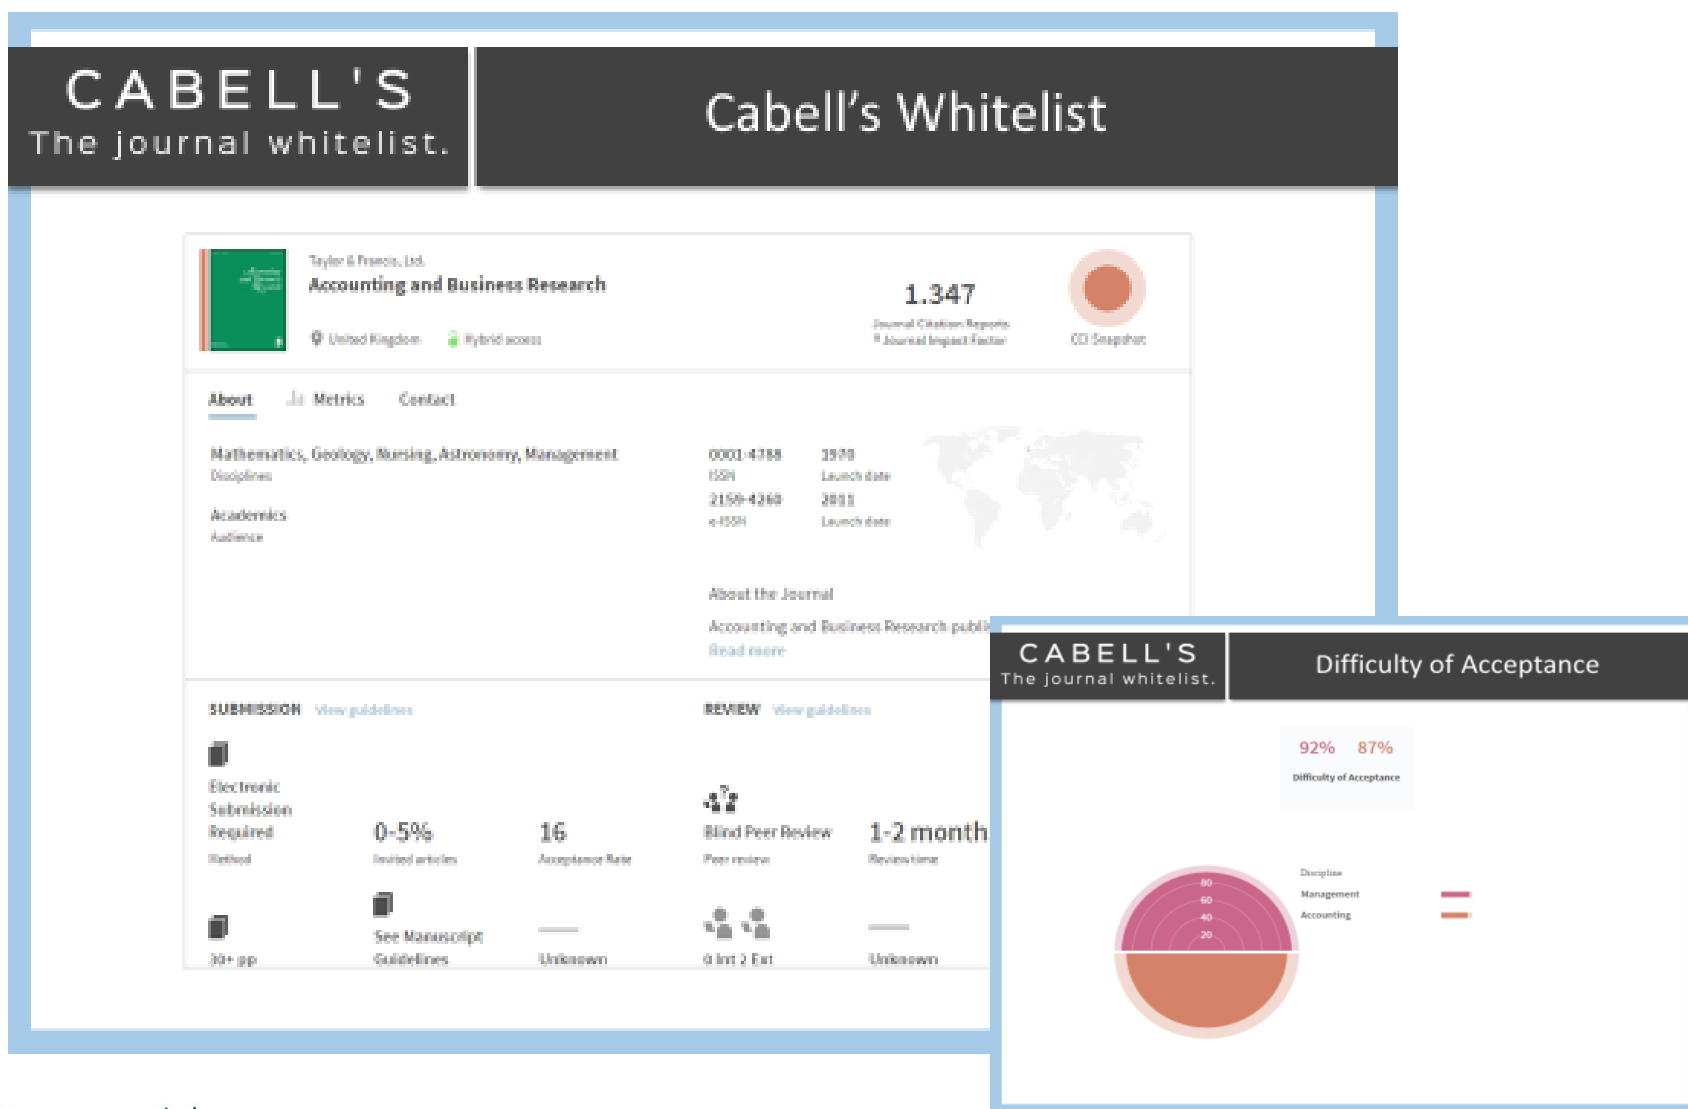 CABELL'S
The journal whitelist.
Cabell's Whitelist
Taylor & Francis, Ltd.
Accounting and Business Research
United Kingdom
Hybrid access
1.347
Journal Citation Reports
® Journal Impact Factor
CCI Snapshot
About
Metrics
Contact
Mathematics, Geology, Nursing, Astronomy, Management
Disciplines
Academics
Audience
0001-4788
1970
ISSN
Launch date
2159-4260
2011
e-ISSN
Launch date
About the Journal
Accounting and Business Research publis
Read more
SUBMISSION View guidelines
Electronic
Submission
Required
Method
0-5%
Invited articles
16
Acceptance Rate
30+ pp
See Manuscript
Guidelines
Unknown
REVIEW View guidelines
Blind Peer Review
Peer review
1-2 month
Review time
0 Int 2 Ext
Unknown
CABELL'S
The journal whitelist.
Difficulty of Acceptance
92% 87%
Difficulty of Acceptance
80
60
40
20
Discipline
Management
Accounting